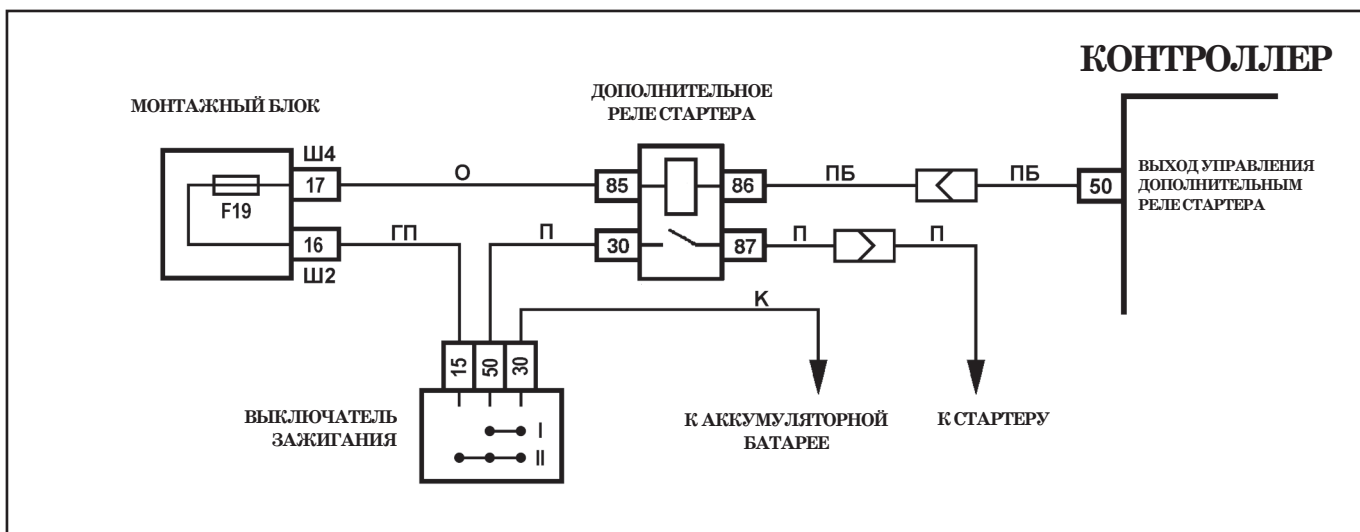 КОНТРОЛЛЕР
МОНТАЖНЫЙ БЛОК
ДОПОЛНИТЕЛЬНОЕ
РЕЛЕ СТАРТЕРА
Ш4
17
О
85
86
ПБ
ПБ
50
ВЫХОД УПРАВЛЕНИЯ
ДОПОЛНИТЕЛЬНЫМ
РЕЛЕ СТАРТЕРА
F19
16
Ш2
ГП
П
30
87
П
П
К
15
50
30
ВЫКЛЮЧАТЕЛЬ
ЗАЖИГАНИЯ
I
II
К АККУМУЛЯТОРНОЙ
БАТАРЕЕ
К СТАРТЕРУ